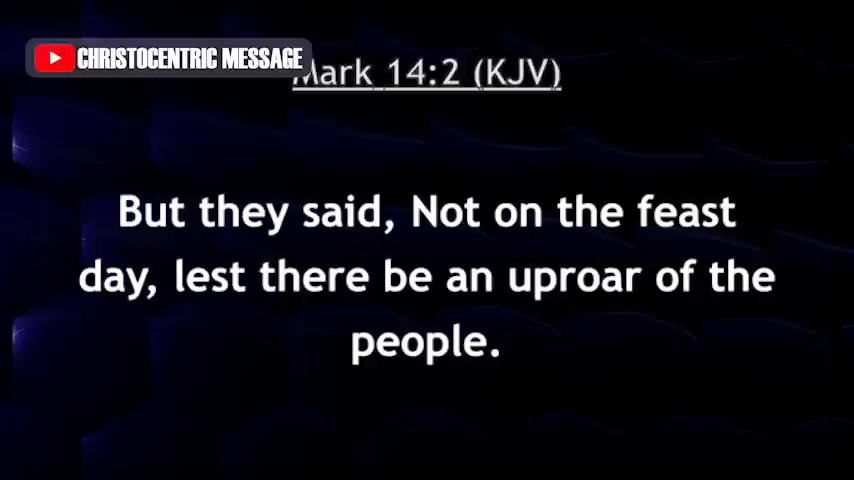 CHRISTOCENTRIC MESSAGE
Mark 14:2 (KJV)
But they said, Not on the feast
day, lest there be an uproar of the
people.